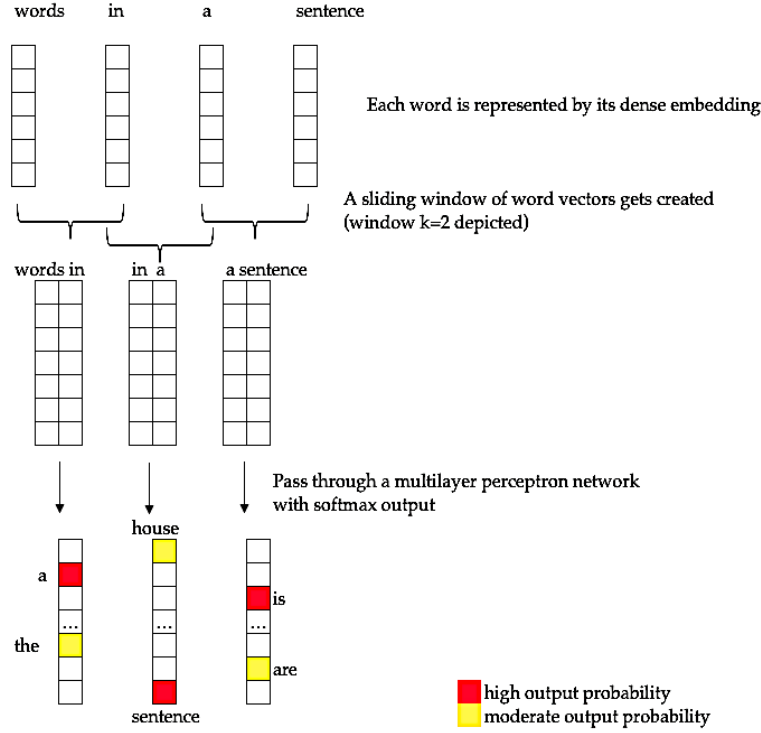 words in a sentence
Each word is represented by its dense embedding
A sliding window of word vectors gets created
(window k=2 depicted)
words in in a a sentence
Pass through a multilayer perceptron network
with softmax output
house
a
is
... ... ...
the
are
sentence
high output probability
moderate output probability